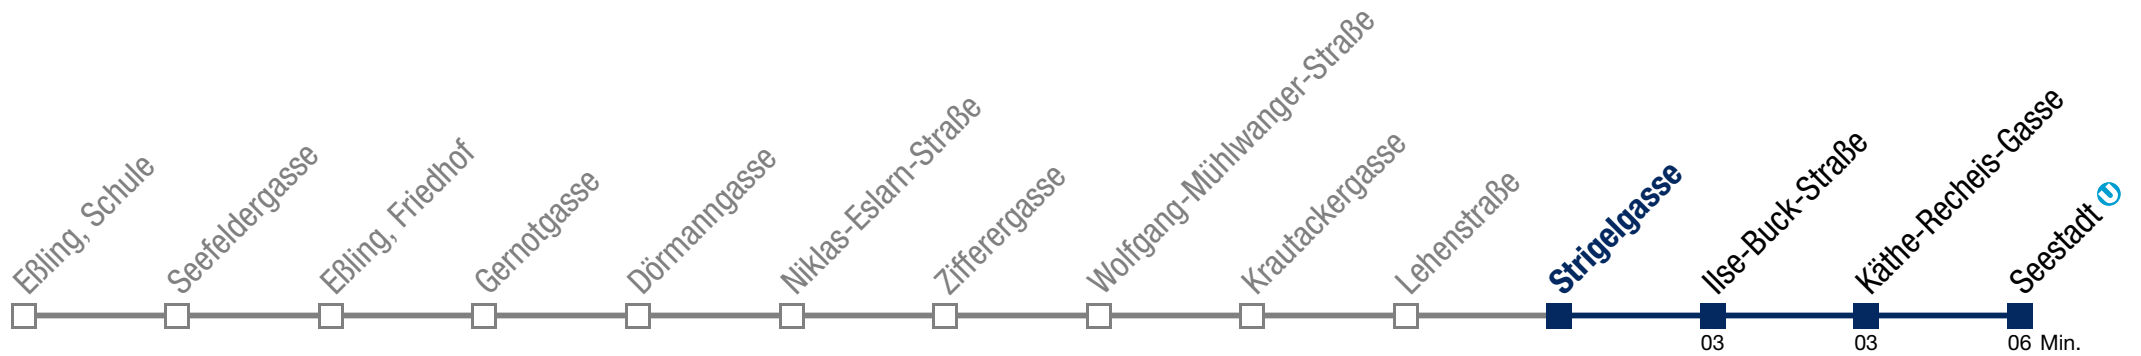 Eßling, Schule
Seefeldergasse
Eßling, Friedhof
Gernotgasse
Dörmanngasse
Niklas-Eslarn-Straße
Zifferergasse
Wolfgang-Mühlwanger-Straße
Krautackergasse
Lehenstraße
Strigelgasse
Ilse-Buck-Straße
Käthe-Recheis-Gasse
Seestadt U
03 03 06 Min.